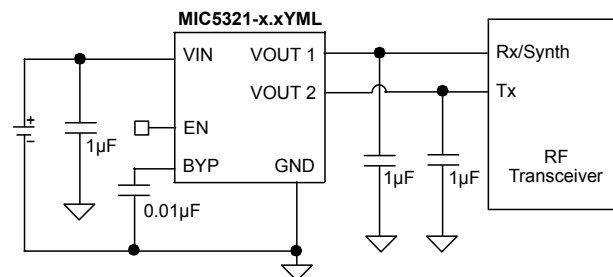 MIC5321-x.xYML
VIN
VOUT 1
Rx/Synth
VOUT 2
Tx
+
–
EN
1µF
BYP
GND
RF
Transceiver
1µF
1µF
0.01µF